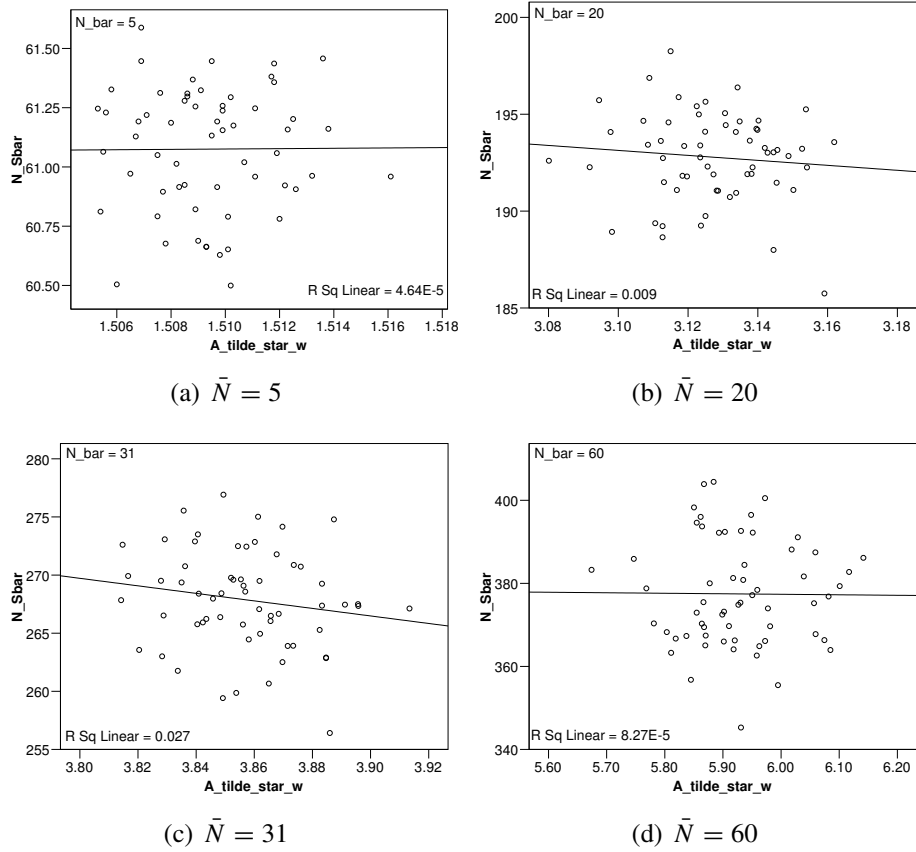 N_bar = 5
61.50
61.25
61.00
60.75
60.50
N_Sbar
R Sq Linear = 4.64E-5
1.506 1.508 1.510 1.512 1.514 1.516 1.518
A_tilde_star_w
(a) N̄ = 5
N_bar = 20
200
195
190
185
N_Sbar
R Sq Linear = 0.009
3.08 3.10 3.12 3.14 3.16 3.18
A_tilde_star_w
(b) N̄ = 20
N_bar = 31
280
275
270
265
260
255
N_Sbar
R Sq Linear = 0.027
3.80 3.82 3.84 3.86 3.88 3.90 3.92
A_tilde_star_w
(c) N̄ = 31
N_bar = 60
400
380
360
340
N_Sbar
R Sq Linear = 8.27E-5
5.60 5.70 5.80 5.90 6.00 6.10 6.20
A_tilde_star_w
(d) N̄ = 60